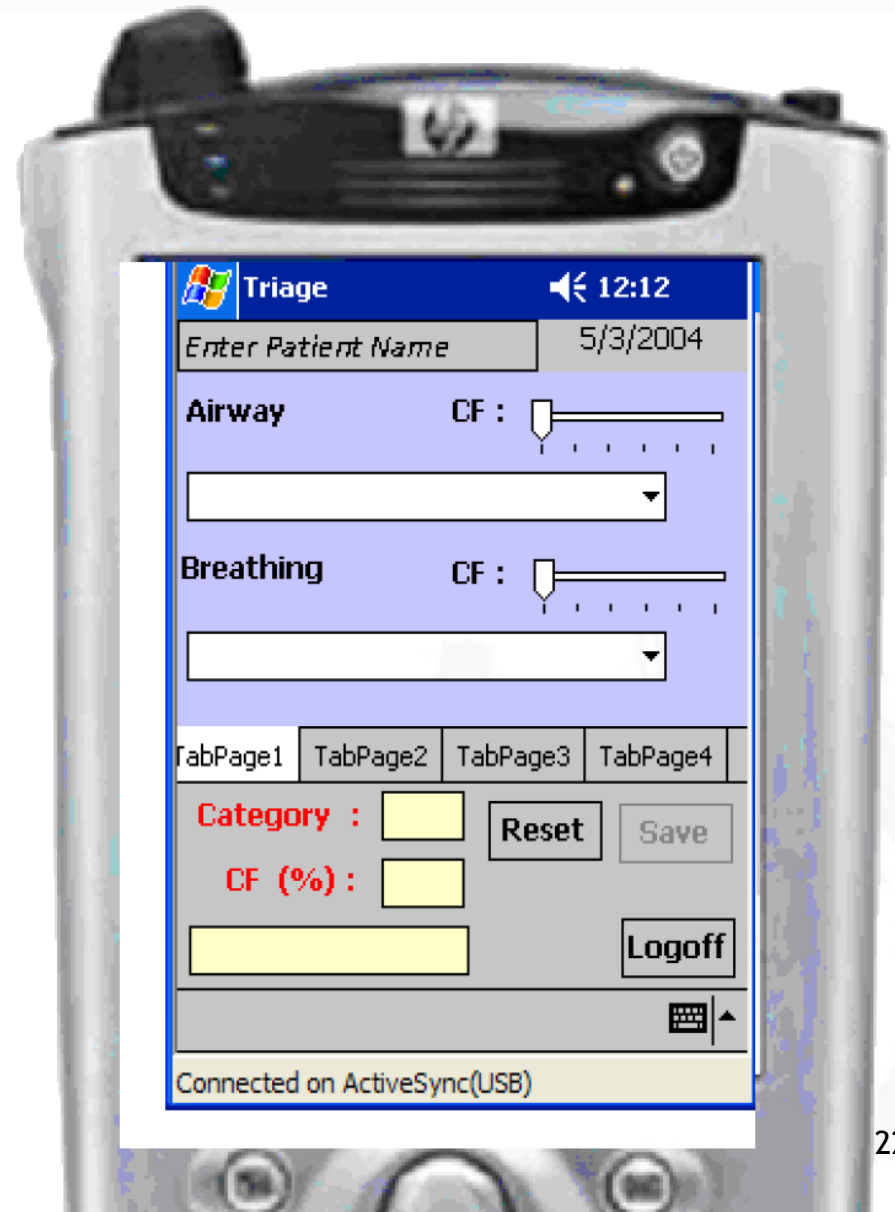 hp
Triage 12:12
Enter Patient Name 5/3/2004
Airway CF :
Breathing CF :
TabPage1 TabPage2 TabPage3 TabPage4
Category : Reset Save
CF (%) :
Logoff
Connected on ActiveSync(USB)